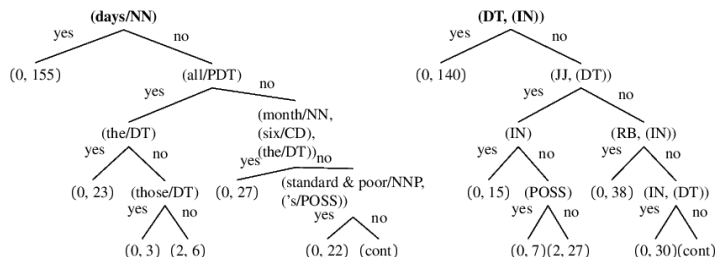 (days/NN) (DT, (IN))
yes no yes no
(0, 155) (all/PDT) (0, 140) (JJ, (DT))
yes no yes no
(the/DT) (month/NN, (IN) (RB, (IN))
(six/CD),
(the/DT))
yes no yes no yes no yes no
(0, 23) (those/DT) (0, 27) (standard & poor/NNP, (0, 15) (POSS) (0, 38) (IN, (DT))
('s/POSS))
yes no yes no yes no yes no
(0, 3) (2, 6) (0, 22) (cont) (0, 7) (2, 27) (0, 30) (cont)